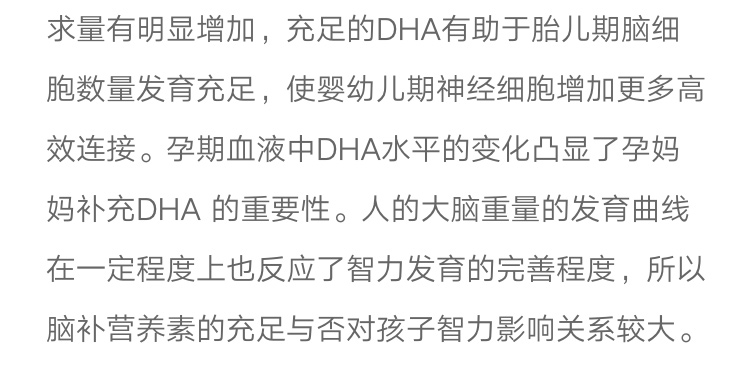 求量有明显增加，充足的DHA有助于胎儿期脑细
胞数量发育充足，使婴幼儿期神经细胞增加更多高
效连接。孕期血液中DHA水平的变化凸显了孕妈
妈补充DHA 的重要性。人的大脑重量的发育曲线
在一定程度上也反应了智力发育的完善程度，所以
脑补营养素的充足与否对孩子智力影响关系较大。